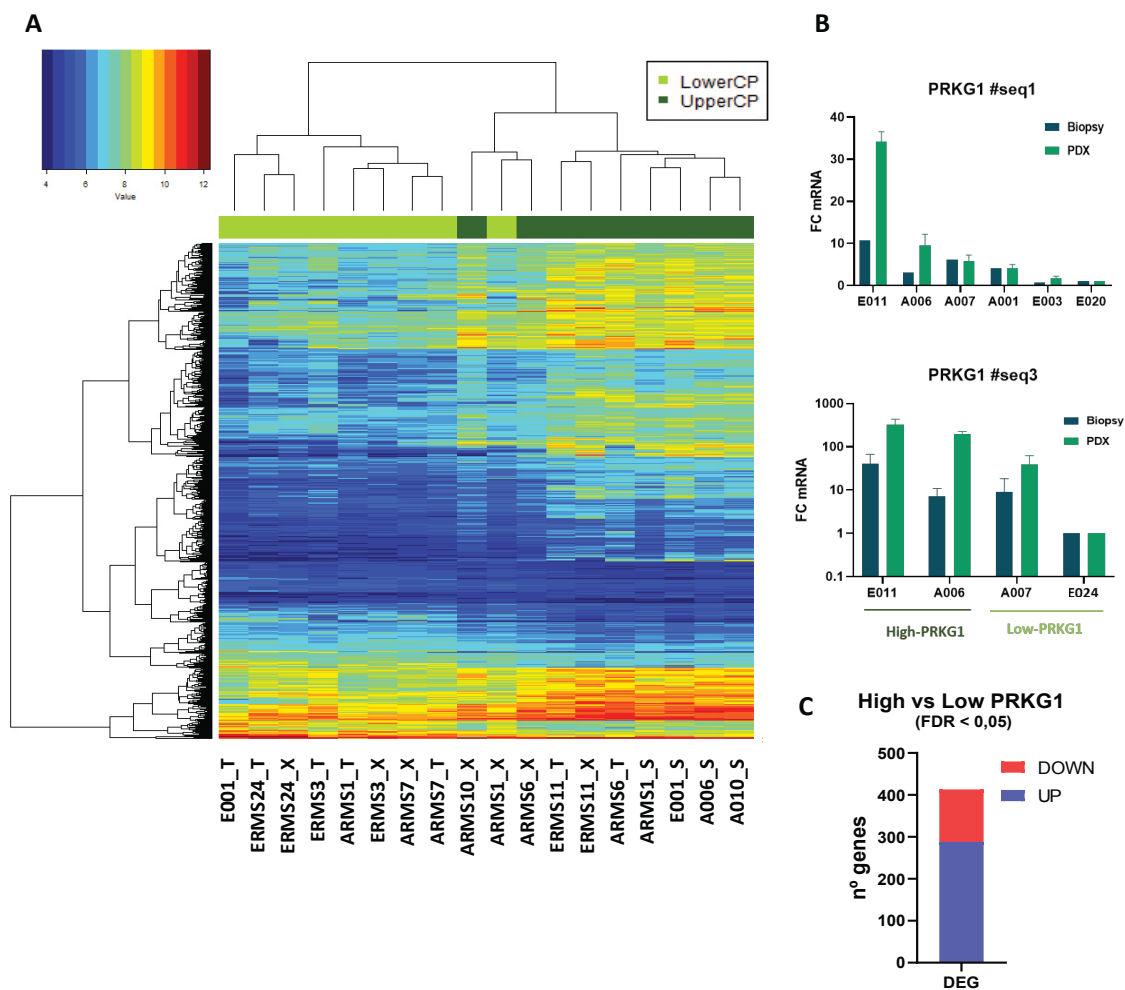 A
4 6 8 10 12
Value
LowerCP
UpperCP
E001_T
ERMS24_T
ERMS24_X
ERMS3_T
ARMS1_T
ERMS3_X
ARMS7_X
ARMS7_T
ARMS10_X
ARMS1_X
ARMS6_X
ERMS11_T
ERMS11_X
ARMS6_T
ARMS1_S
E001_S
A006_S
A010_S
B
PRKG1 #seq1
Biopsy
PDX
FC mRNA
40
30
20
10
0
E011 A006 A007 A001 E003 E020
PRKG1 #seq3
Biopsy
PDX
FC mRNA
1000
100
10
1
0.1
E011 A006 A007 E024
High-PRKG1 Low-PRKG1
C
High vs Low PRKG1
(FDR < 0,05)
DOWN
UP
nº genes
500
400
300
200
100
0
DEG